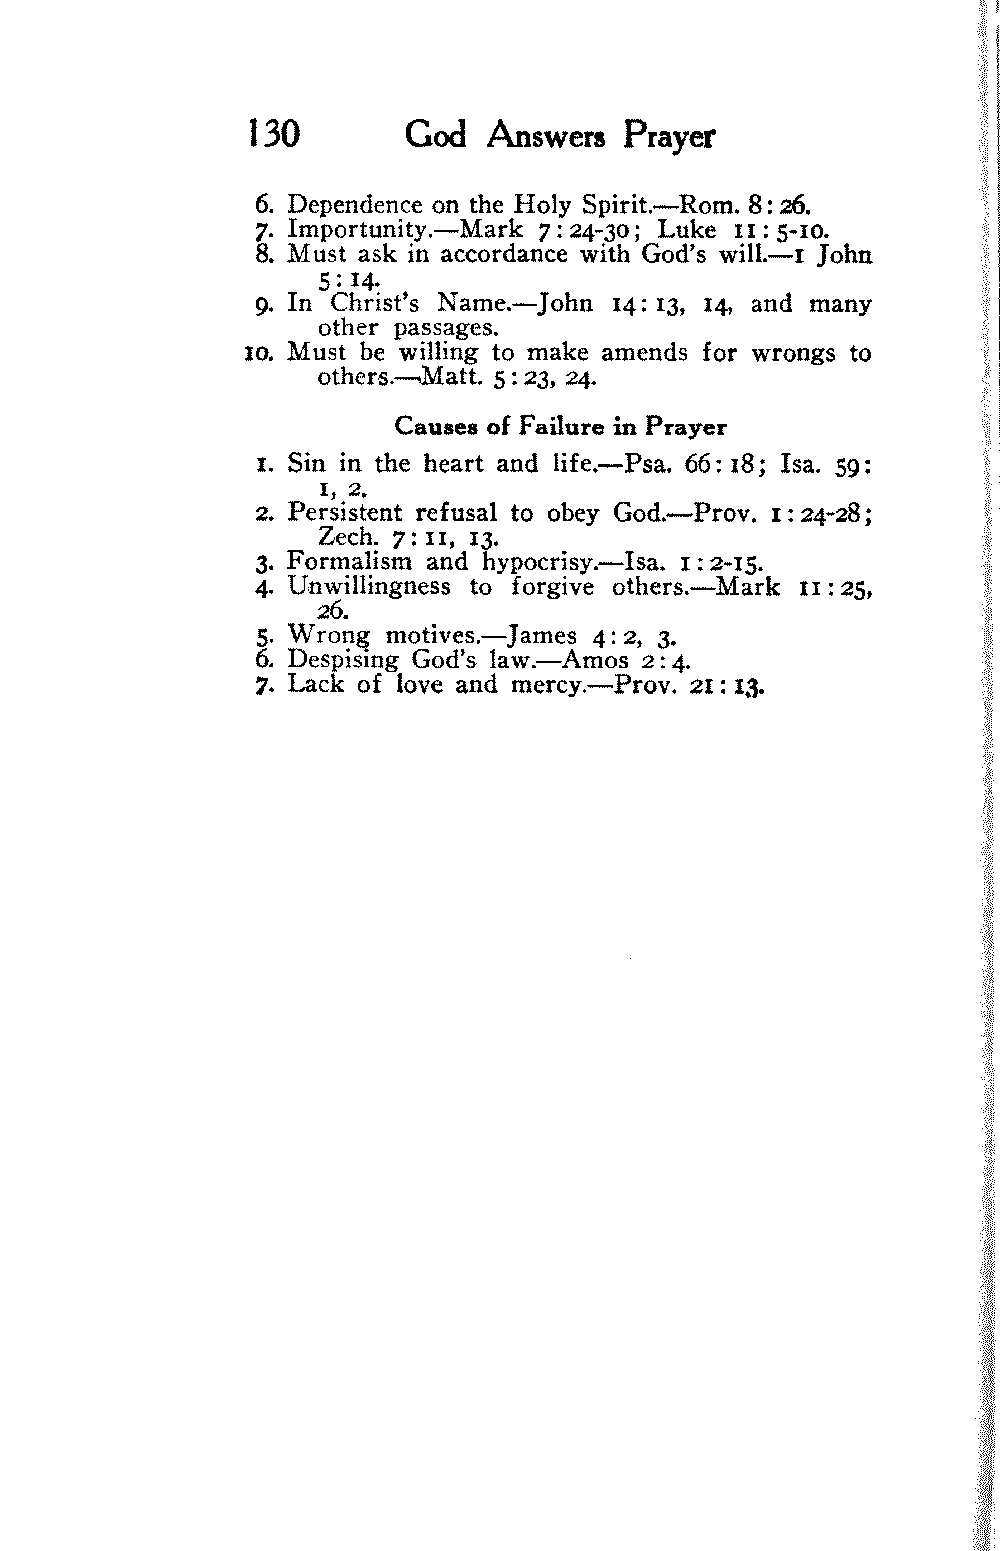 130 God Answers Prayer
6. Dependence on the Holy Spirit.—Rom. 8:26.
7. Importunity.—Mark 7:24-30; Luke 11:5-10.
8. Must ask in accordance with God's will.—1 John
5:14.
9. In Christ's Name.—John 14:13, 14, and many
other passages.
10. Must be willing to make amends for wrongs to
others.—Matt. 5:23, 24.
Causes of Failure in Prayer
1. Sin in the heart and life.—Psa. 66:18; Isa. 59:
1, 2.
2. Persistent refusal to obey God.—Prov. 1:24-28;
Zech. 7:11, 13.
3. Formalism and hypocrisy.—Isa. 1:2-15.
4. Unwillingness to forgive others.—Mark 11:25,
26.
5. Wrong motives.—James 4:2, 3.
6. Despising God's law.—Amos 2:4.
7. Lack of love and mercy.—Prov. 21:13.